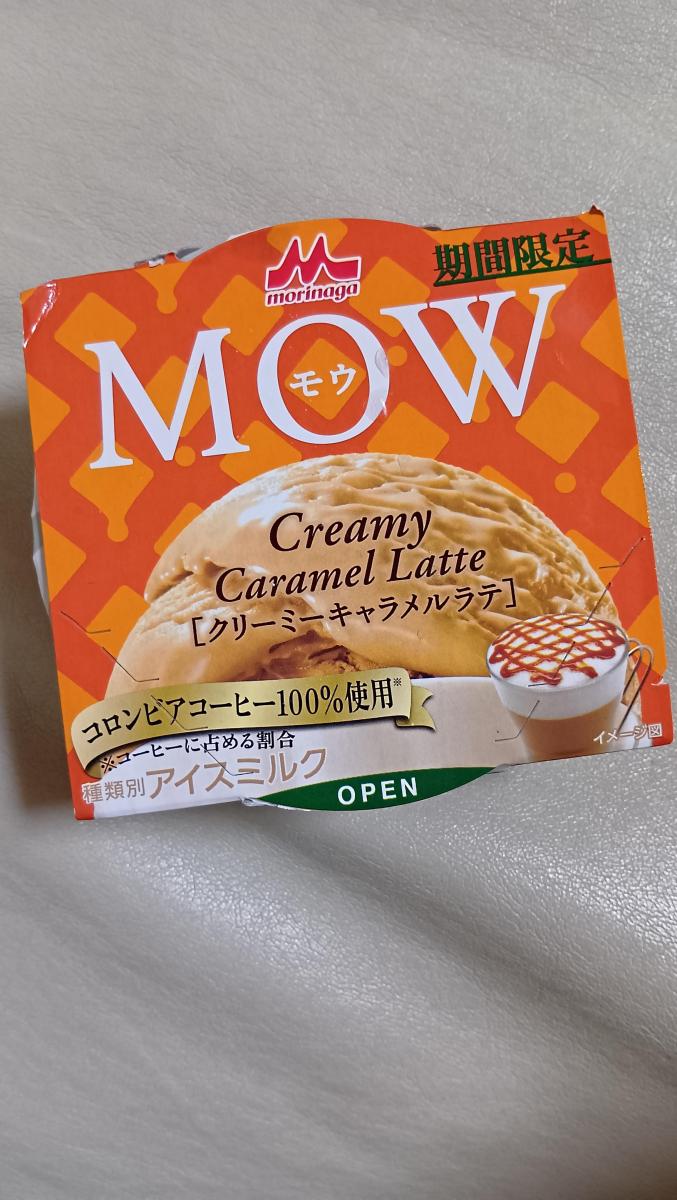 morinaga
期間限定
MOW
モウ
Creamy
Caramel Latte
[クリーミーキャラメルラテ]
コロンビアコーヒー100%使用※
※コーヒーに占める割合
種類別アイスミルク
イメージ図
OPEN